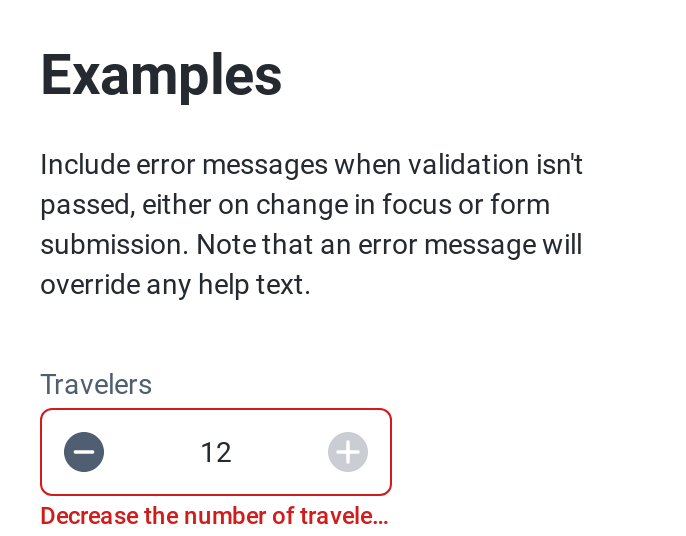 Examples
Include error messages when validation isn't
passed, either on change in focus or form
submission. Note that an error message will
override any help text.
Travelers
12
Decrease the number of travele...